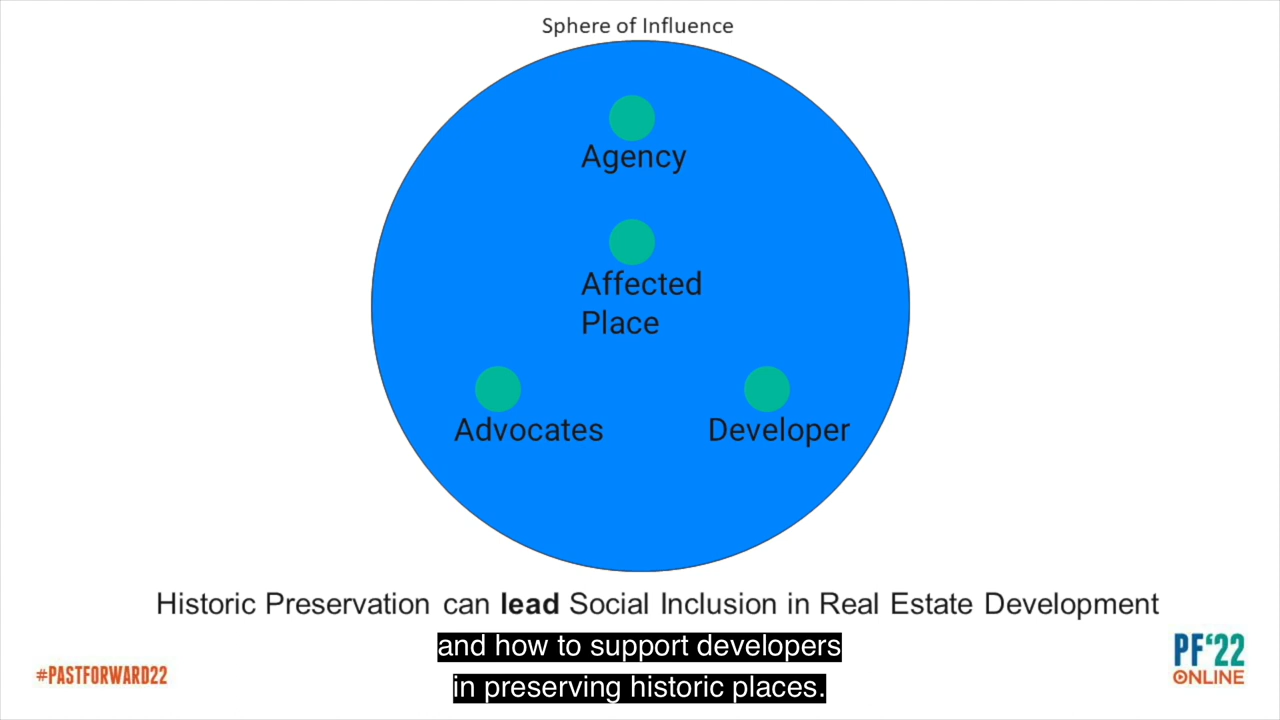 Sphere of Influence
Agency
Affected
Place
Advocates
Developer
Historic Preservation can lead Social Inclusion in Real Estate Development
and how to support developers
in preserving historic places.
#PASTFORWARD22
PF‘22
ONLINE